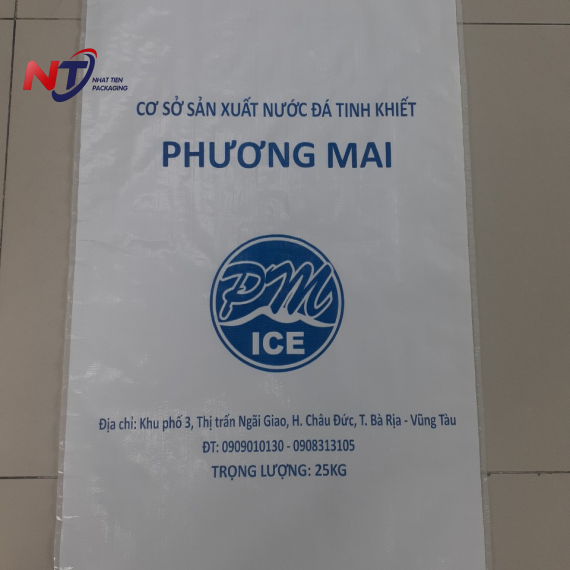 NT NHAT TIEN
PACKAGING
CƠ SỞ SẢN XUẤT NƯỚC ĐÁ TINH KHIẾT
PHƯƠNG MAI
PM
ICE
Địa chỉ: Khu phố 3, Thị trấn Ngãi Giao, H. Châu Đức, T. Bà Rịa - Vũng Tàu
ĐT: 0909010130 - 0908313105
TRỌNG LƯỢNG: 25KG